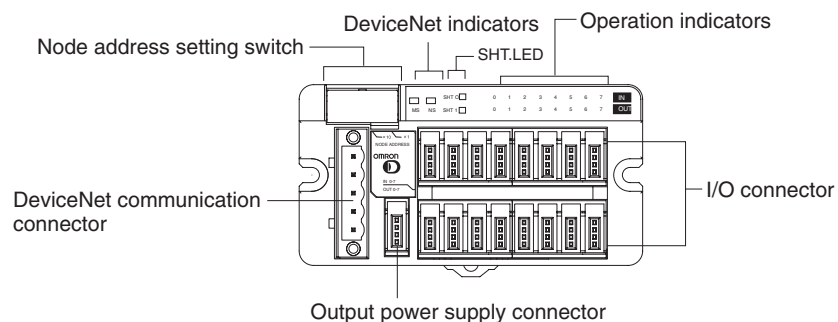 DeviceNet indicators
Operation indicators
Node address setting switch
SHT.LED
SHT 0
0 1 2 3 4 5 6 7 IN
MS NS SHT 1
0 1 2 3 4 5 6 7 OUT
×10 ×1
NODE ADDRESS
OMRON
IN 0-7
OUT 0-7
I/O connector
DeviceNet communication
connector
Output power supply connector